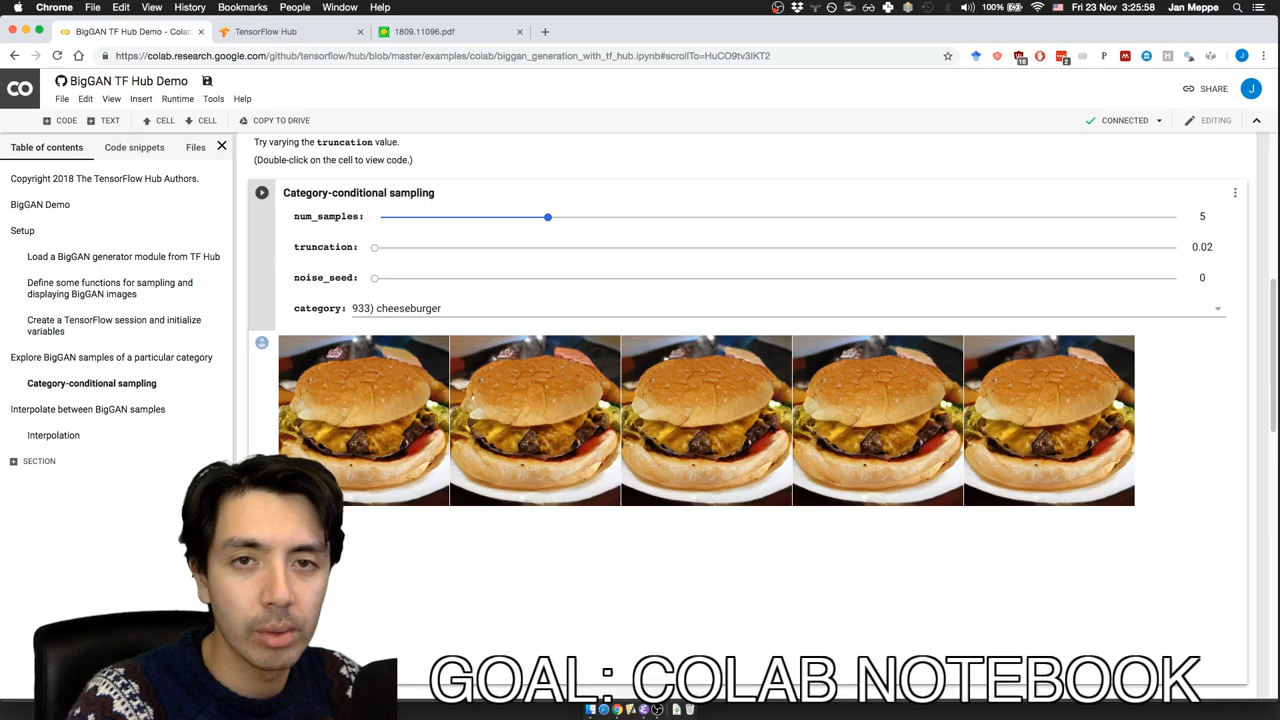 Chrome File Edit View History Bookmarks People Window Help
100% Fri 23 Nov 3:25:58 Jan Meppe
BigGAN TF Hub Demo - Colab
TensorFlow Hub
1809.11096.pdf
https://colab.research.google.com/github/tensorflow/hub/blob/master/examples/colab/biggan_generation_with_tf_hub.ipynb#scrollTo=HuCO9tv3IKT2
CO
BigGAN TF Hub Demo
SHARE
J
File Edit View Insert Runtime Tools Help
CODE TEXT CELL CELL COPY TO DRIVE
CONNECTED EDITING
Table of contents Code snippets Files
Copyright 2018 The TensorFlow Hub Authors.
BigGAN Demo
Setup
Load a BigGAN generator module from TF Hub
Define some functions for sampling and
displaying BigGAN images
Create a TensorFlow session and initialize
variables
Explore BigGAN samples of a particular category
Category-conditional sampling
Interpolate between BigGAN samples
Interpolation
SECTION
Try varying the truncation value.
(Double-click on the cell to view code.)
Category-conditional sampling
num_samples: 5
truncation: 0.02
noise_seed: 0
category: 933) cheeseburger
GOAL: COLAB NOTEBOOK